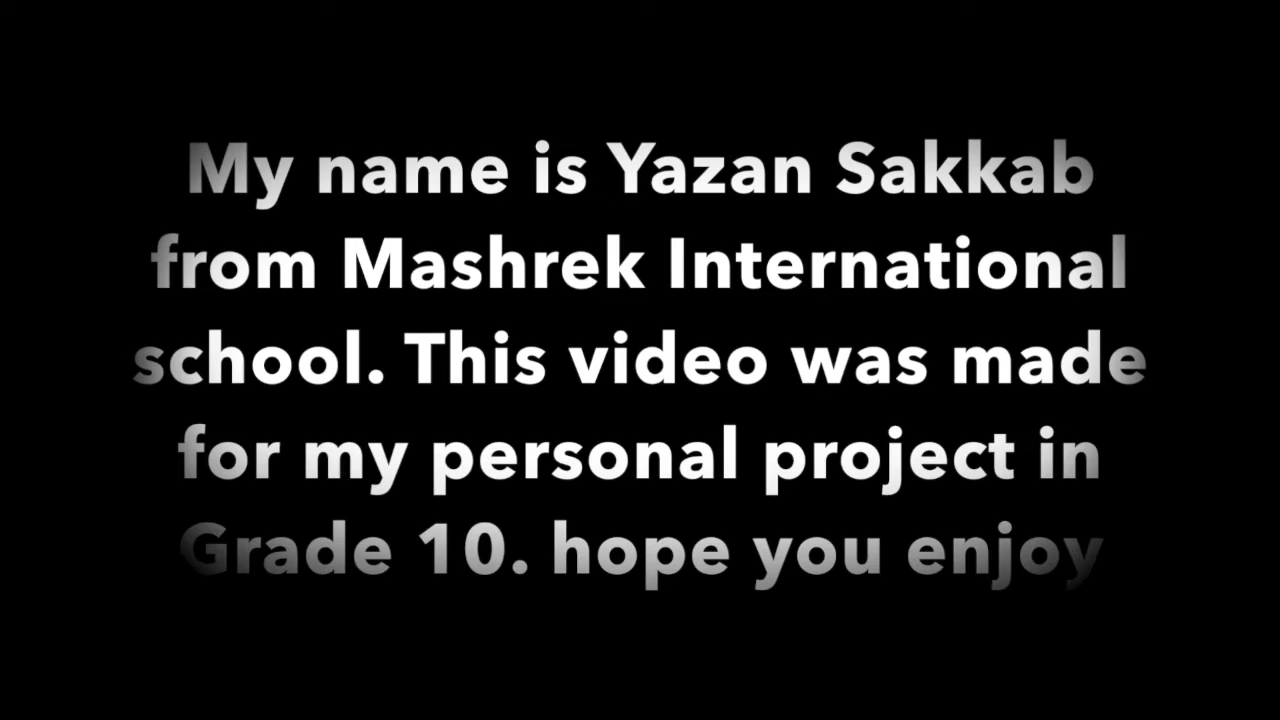 My name is Yazan Sakkab
from Mashrek International
school. This video was made
for my personal project in
Grade 10. hope you enjoy